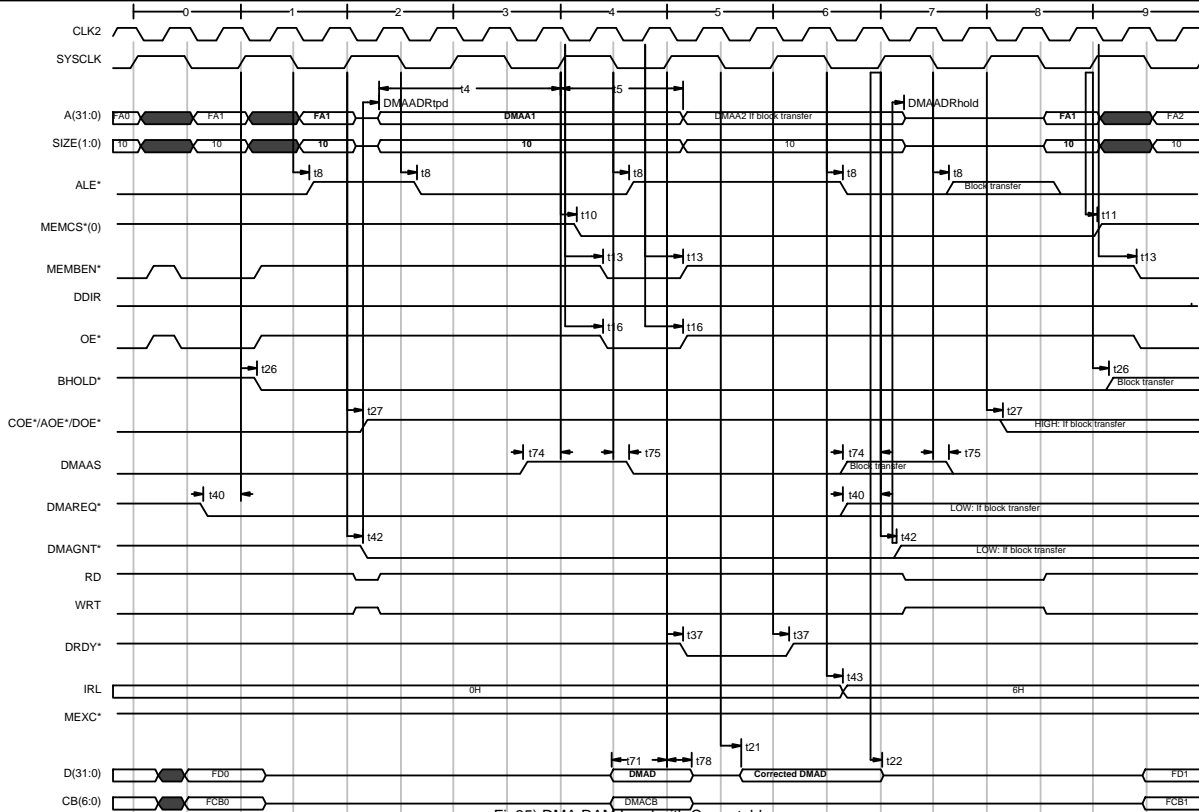 0 1 2 3 4 5 6 7 8 9
CLK2
SYSCLK
t4 t5
DMAADRtpd DMAADRhold
A(31:0) FA0 FA1 FA1 DMAA1 DMAA2 If block transfer FA1 FA2
SIZE(1:0) 10 10 10 10 10 10 10
t8 t8 t8 t8 t8
ALE* Block transfer
t10 t11
MEMCS*(0)
t13 t13 t13
MEMBEN*
DDIR
t16 t16
OE*
t26 t26
BHOLD* Block transfer
t27 t27
COE*/AOE*/DOE* HIGH: If block transfer
t74 t75 t74 t75
DMAAS Block transfer
t40 t40
DMAREQ* LOW: If block transfer
t42 t42
DMAGNT* LOW: If block transfer
RD
WRT
t37 t37
DRDY*
t43
IRL 0H 6H
MEXC*
t21
t71 t78 t22
D(31:0) FD0 DMAD Corrected DMAD FD1
CB(6:0) FCB0 DMACB FCB1